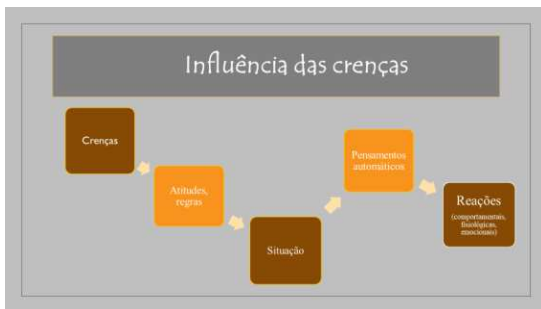 Influência das crenças
Crenças
Atitudes,
regras
Situação
Pensamentos
automáticos
Reações
(comportamentais,
fisiológicas,
emocionais)